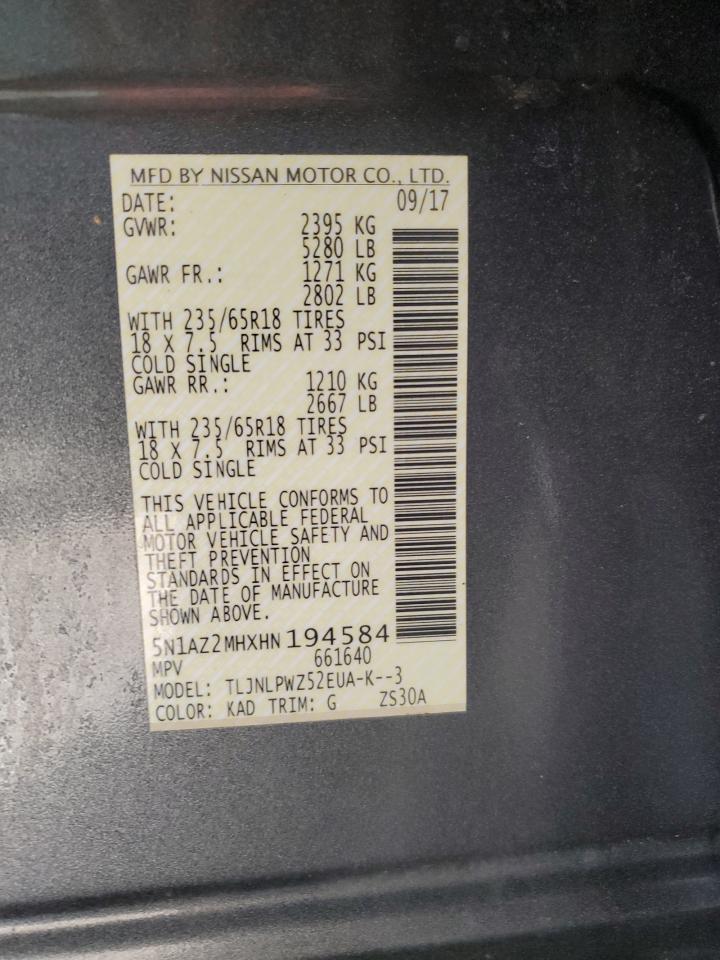 MFD BY NISSAN MOTOR CO., LTD.
DATE: 09/17
GVWR: 2395 KG
5280 LB
GAWR FR.: 1271 KG
2802 LB
WITH 235/65R18 TIRES
18 X 7.5 RIMS AT 33 PSI
COLD SINGLE
GAWR RR.: 1210 KG
2667 LB
WITH 235/65R18 TIRES
18 X 7.5 RIMS AT 33 PSI
COLD SINGLE
THIS VEHICLE CONFORMS TO
ALL APPLICABLE FEDERAL
MOTOR VEHICLE SAFETY AND
THEFT PREVENTION
STANDARDS IN EFFECT ON
THE DATE OF MANUFACTURE
SHOWN ABOVE.
5N1AZ2MHXHN194584
MPV 661640
MODEL: TLJNLPWZ52EUA-K--3
COLOR: KAD TRIM: G ZS30A